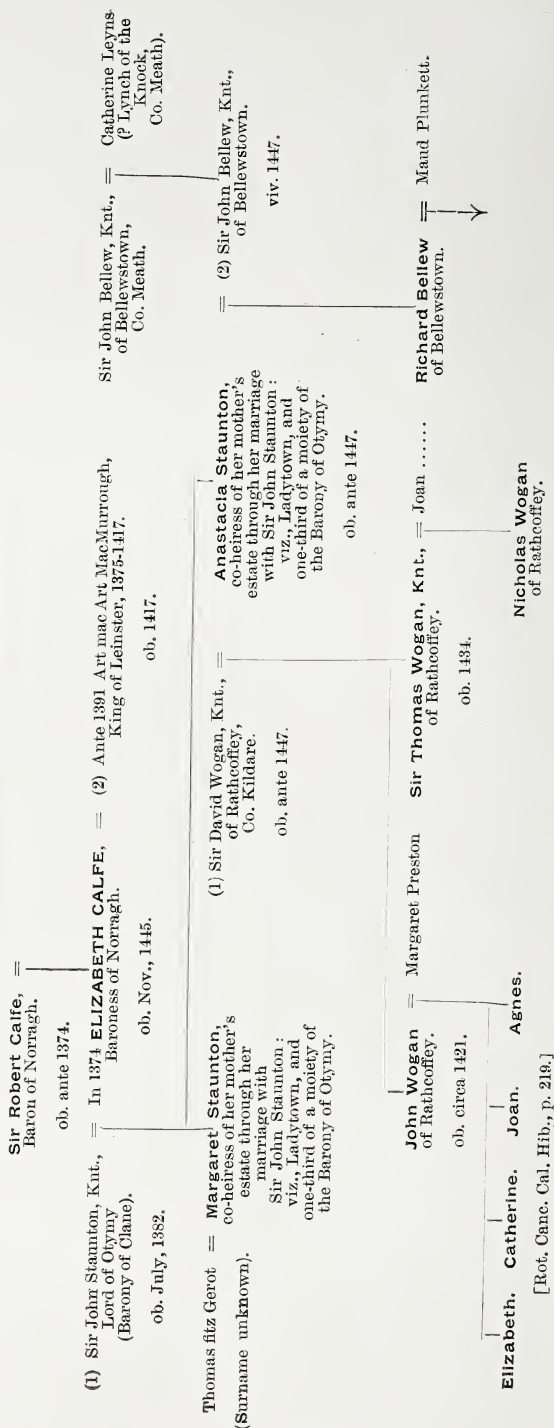 Sir Robert Calfe, =
Baron of Norragh.
ob. ante 1374.
(1) Sir John Staunton, Knt., =
Lord of Otymy
(Barony of Clane).
ob. July, 1382.
In 1374 ELIZABETH CALFE,
Baroness of Norragh.
ob. Nov., 1445.
= (2) Ante 1391 Art mac Art MacMurrough,
King of Leinster, 1375-1417.
ob. 1417.
Sir John Bellew, Knt., =
of Bellewstown,
Co. Meath.
Catherine Leyns
(? Lynch of the
Knock,
Co. Meath).
Thomas fitz Gerot =
(Surname unknown).
Margaret Staunton,
co-heiress of her mother's
estate through her
marriage with
Sir John Staunton:
viz., Ladytown, and
one-third of a moiety of
the Barony of Otymy.
(1) Sir David Wogan, Knt., =
of Rathcoffey,
Co. Kildare.
ob. ante 1447.
Anastacia Staunton,
co-heiress of her mother's
estate through her marriage
with Sir John Staunton:
viz., Ladytown, and
one-third of a moiety of
the Barony of Otymy.
ob. ante 1447.
= (2) Sir John Bellew, Knt.,
of Bellewstown.
viv. 1447.
John Wogan =
of Rathcoffey.
ob. circa 1421.
Margaret Preston
Sir Thomas Wogan, Knt., = Joan ......
of Rathcoffey.
ob. 1434.
Richard Bellew = Maud Plunkett.
of Bellewstown.
Elizabeth. Catherine. Joan. Agnes.
Nicholas Wogan
of Rathcoffey.
[Rot. Canc. Cal. Hib., p. 219.]